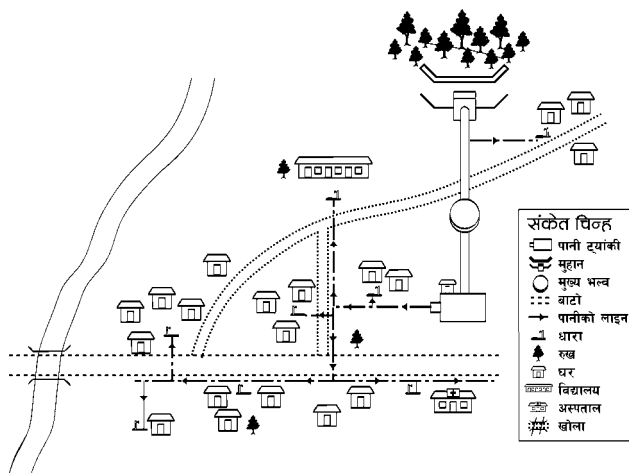 संकेत चिन्ह
पानी ट्यांकी
मुहान
मुख्य भल्व
बाटो
पानीको लाइन
धारा
रुख
घर
विद्यालय
अस्पताल
खोला